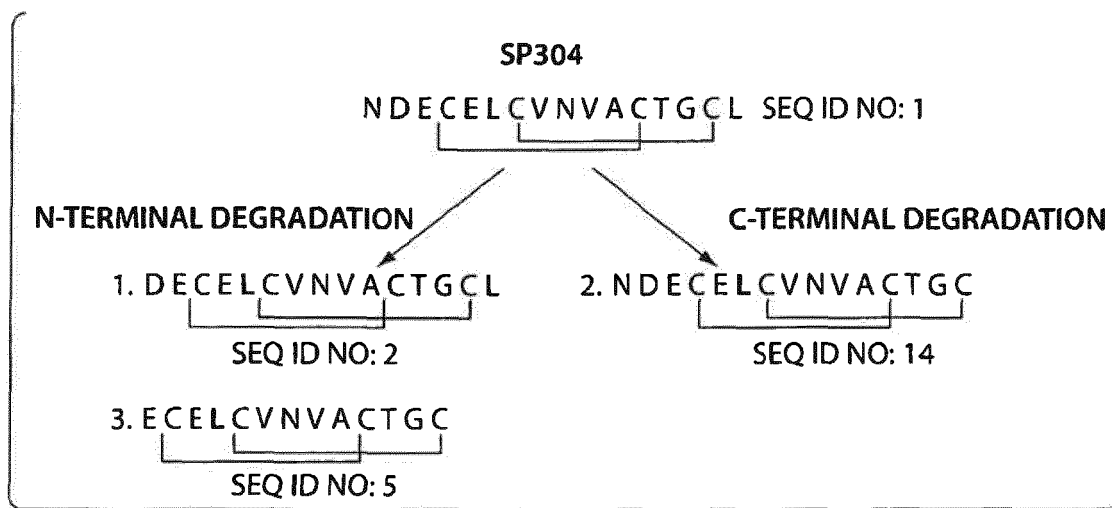 SP304
N D E C E L C V N V A C T G C L SEQ ID NO: 1
N-TERMINAL DEGRADATION
C-TERMINAL DEGRADATION
1. D E C E L C V N V A C T G C L
2. N D E C E L C V N V A C T G C
SEQ ID NO: 2
SEQ ID NO: 14
3. E C E L C V N V A C T G C
SEQ ID NO: 5